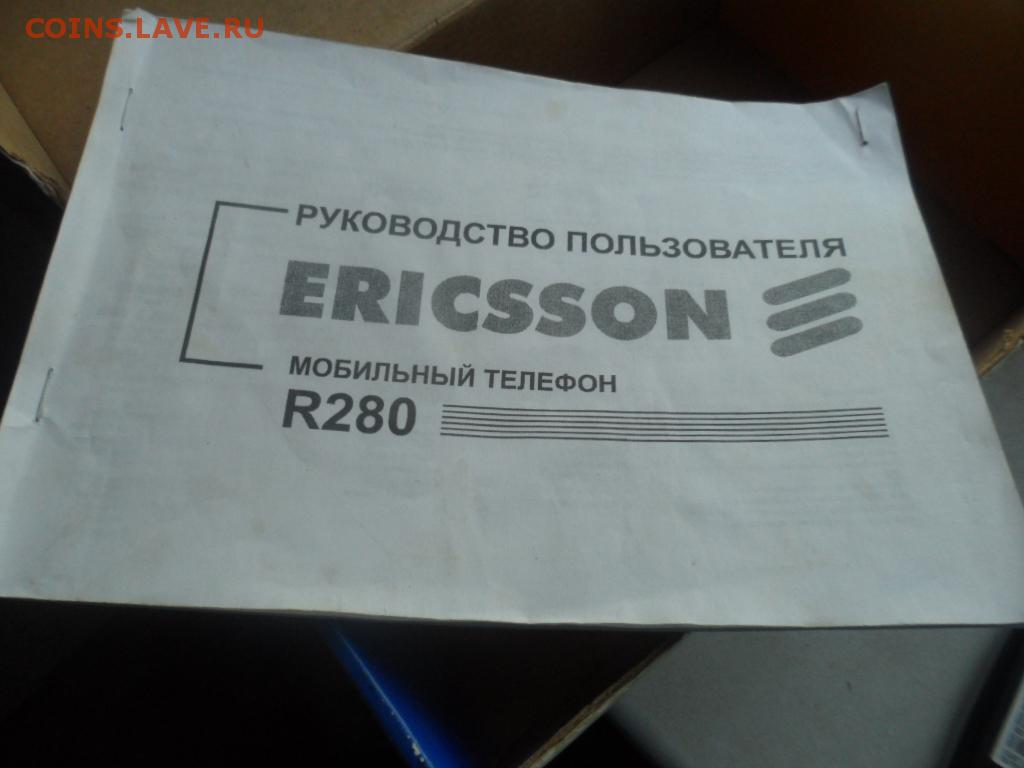 COINS.LAVE.RU
РУКОВОДСТВО ПОЛЬЗОВАТЕЛЯ
ERICSSON
МОБИЛЬНЫЙ ТЕЛЕФОН
R280